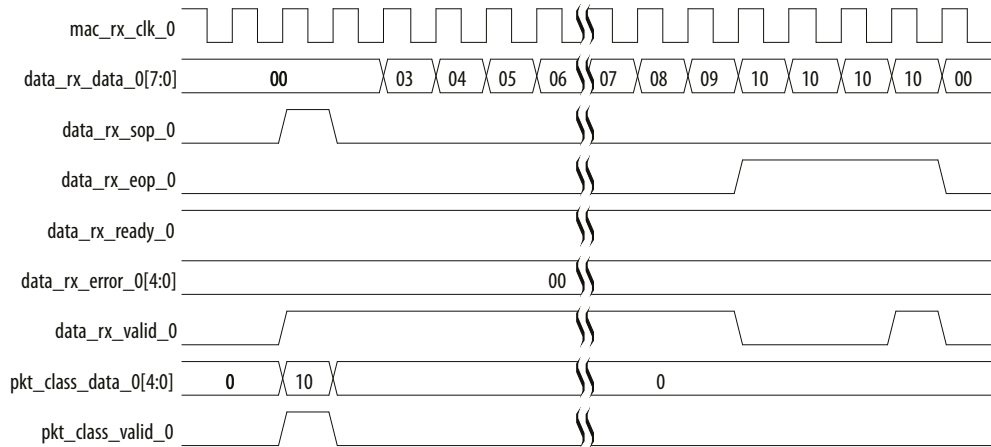 mac_rx_clk_0
data_rx_data_0[7:0] 00 03 04 05 06 07 08 09 10 10 10 10 00
data_rx_sop_0
data_rx_eop_0
data_rx_ready_0
data_rx_error_0[4:0] 00
data_rx_valid_0
pkt_class_data_0[4:0] 0 10 0
pkt_class_valid_0